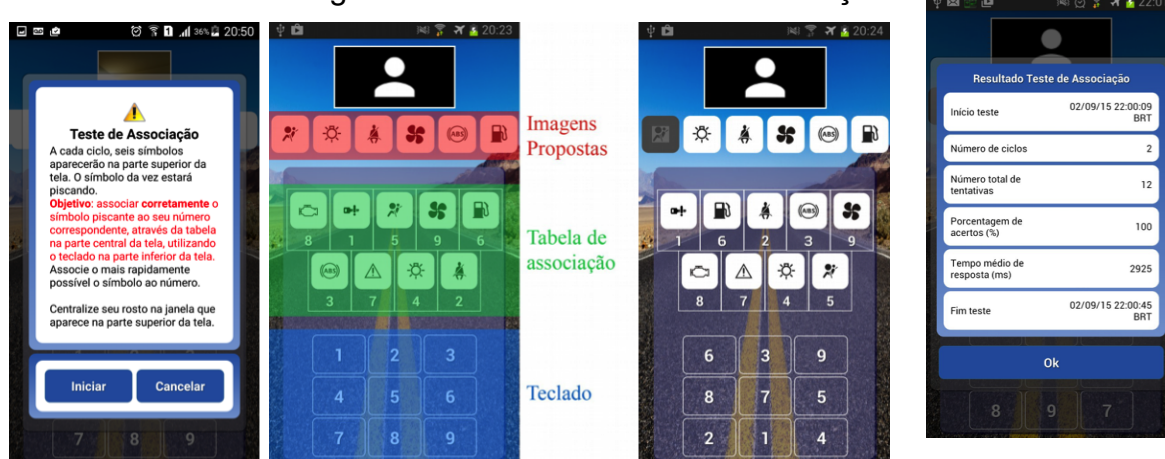 36% 20:50
Teste de Associação
A cada ciclo, seis símbolos
aparecerão na parte superior da
tela. O símbolo da vez estará
piscando.
Objetivo: associar corretamente o
símbolo piscante ao seu número
correspondente, através da tabela
na parte central da tela, utilizando
o teclado na parte inferior da tela.
Associe o mais rapidamente
possível o símbolo ao número.
Centralize seu rosto na janela que
aparece na parte superior da tela.
Iniciar Cancelar
7 8 9
20:23
ABS
8 1 5 9 6
ABS
3 7 4 2
1 2 3
4 5 6
7 8 9
Imagens
Propostas
Tabela de
associação
Teclado
20:24
ABS
ABS
1 6 2 3 9
8 7 4 5
6 3 9
8 7 5
2 1 4
Resultado Teste de Associação
Início teste 02/09/15 22:00:09
BRT
Número de ciclos 2
Número total de
tentativas 12
Porcentagem de
acertos (%) 100
Tempo médio de
resposta (ms) 2925
Fim teste 02/09/15 22:00:45
BRT
Ok
8 9 7